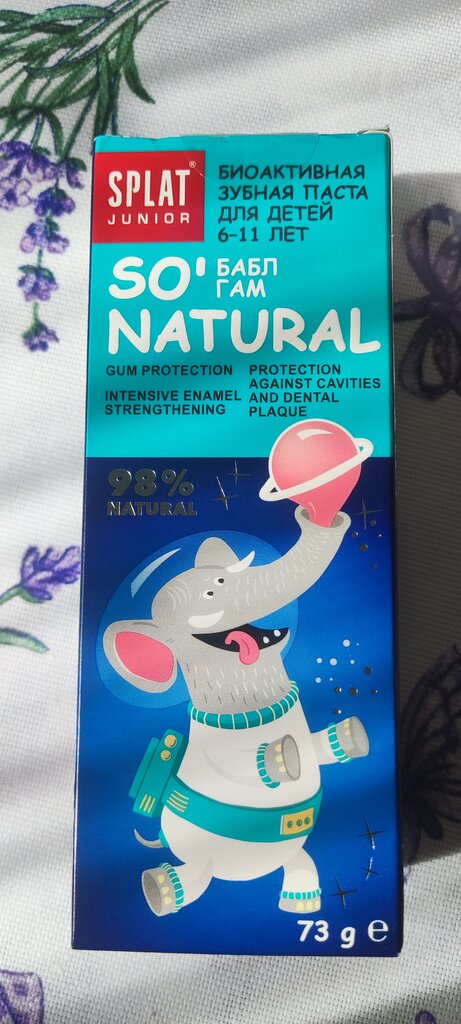 SPLAT®
JUNIOR
БИОАКТИВНАЯ
ЗУБНАЯ ПАСТА
ДЛЯ ДЕТЕЙ
6-11 ЛЕТ
SO' БАБЛ
ГАМ
NATURAL
GUM PROTECTION
INTENSIVE ENAMEL
STRENGTHENING
PROTECTION
AGAINST CAVITIES
AND DENTAL
PLAQUE
98%
NATURAL
73 g e